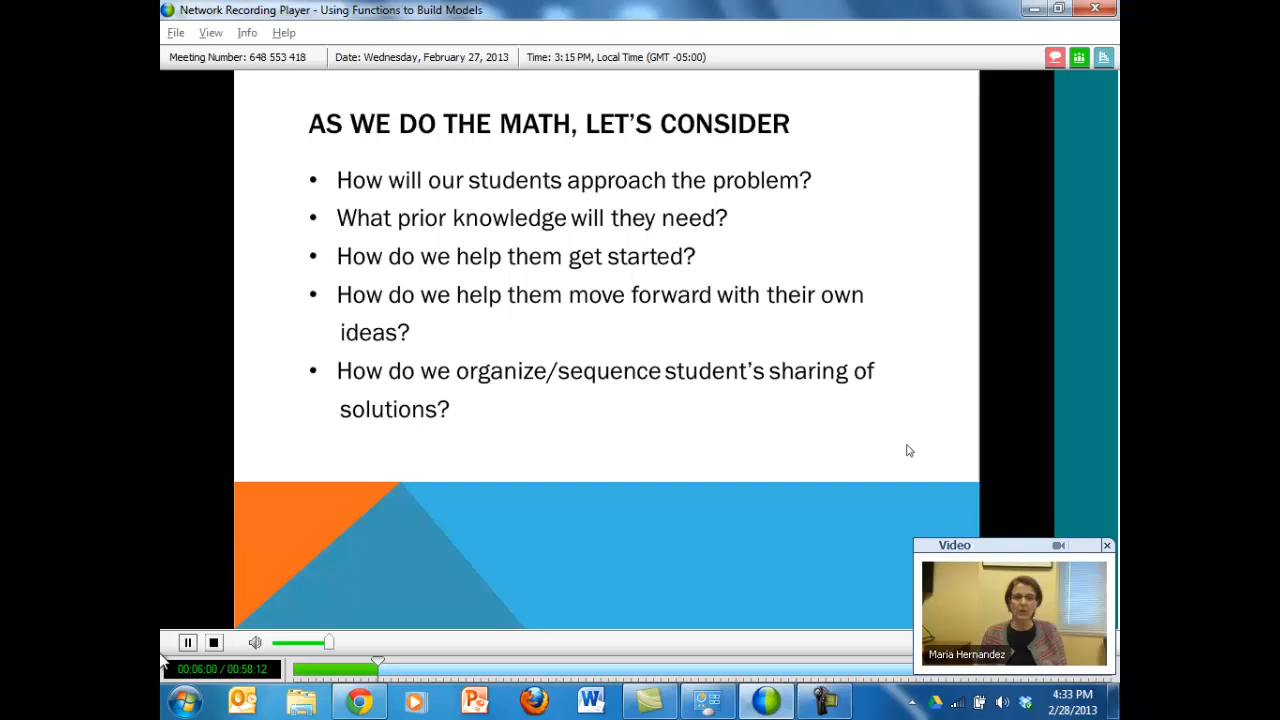 Network Recording Player - Using Functions to Build Models
File View Info Help
Meeting Number: 648 553 418 Date: Wednesday, February 27, 2013 Time: 3:15 PM, Local Time (GMT -05:00)
AS WE DO THE MATH, LET'S CONSIDER
• How will our students approach the problem?
• What prior knowledge will they need?
• How do we help them get started?
• How do we help them move forward with their own
ideas?
• How do we organize/sequence student's sharing of
solutions?
Video
Maria Hernandez
00:06:00 / 00:58:12
4:33 PM
2/28/2013